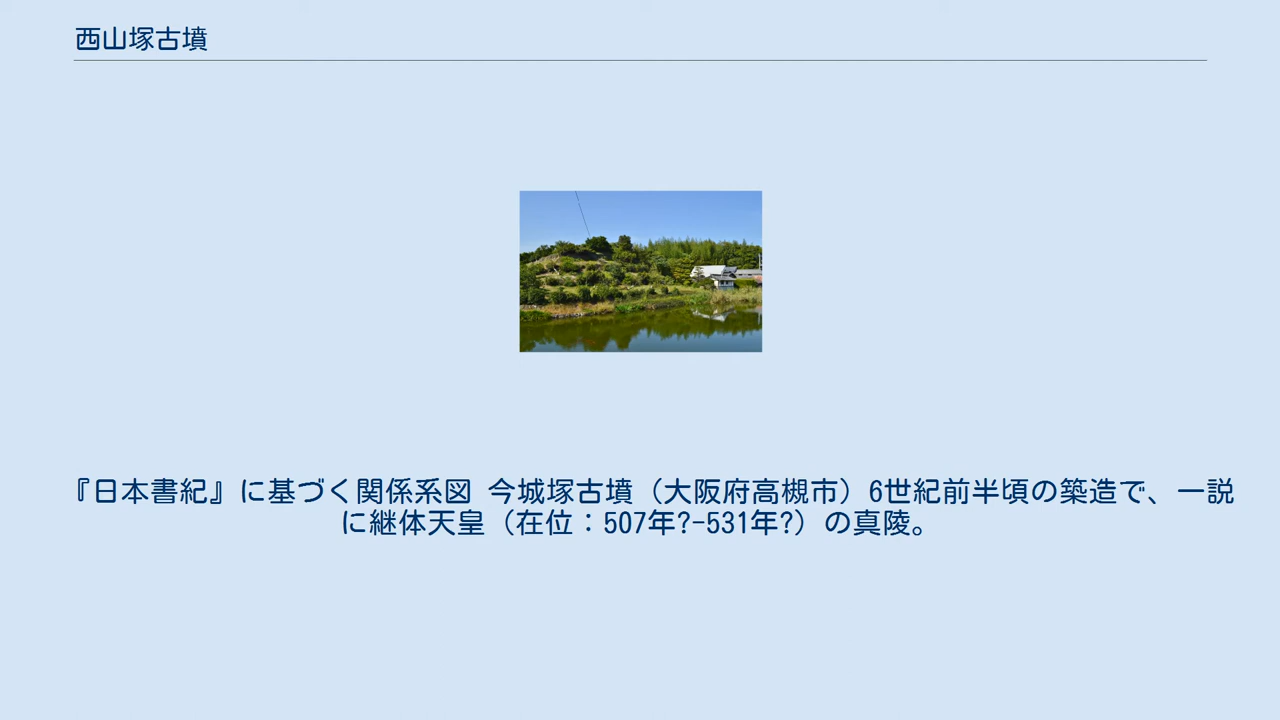 西山塚古墳
『日本書紀』に基づく関係系図 今城塚古墳（大阪府高槻市）6世紀前半頃の築造で、一説
に継体天皇（在位：507年?-531年?）の真陵。